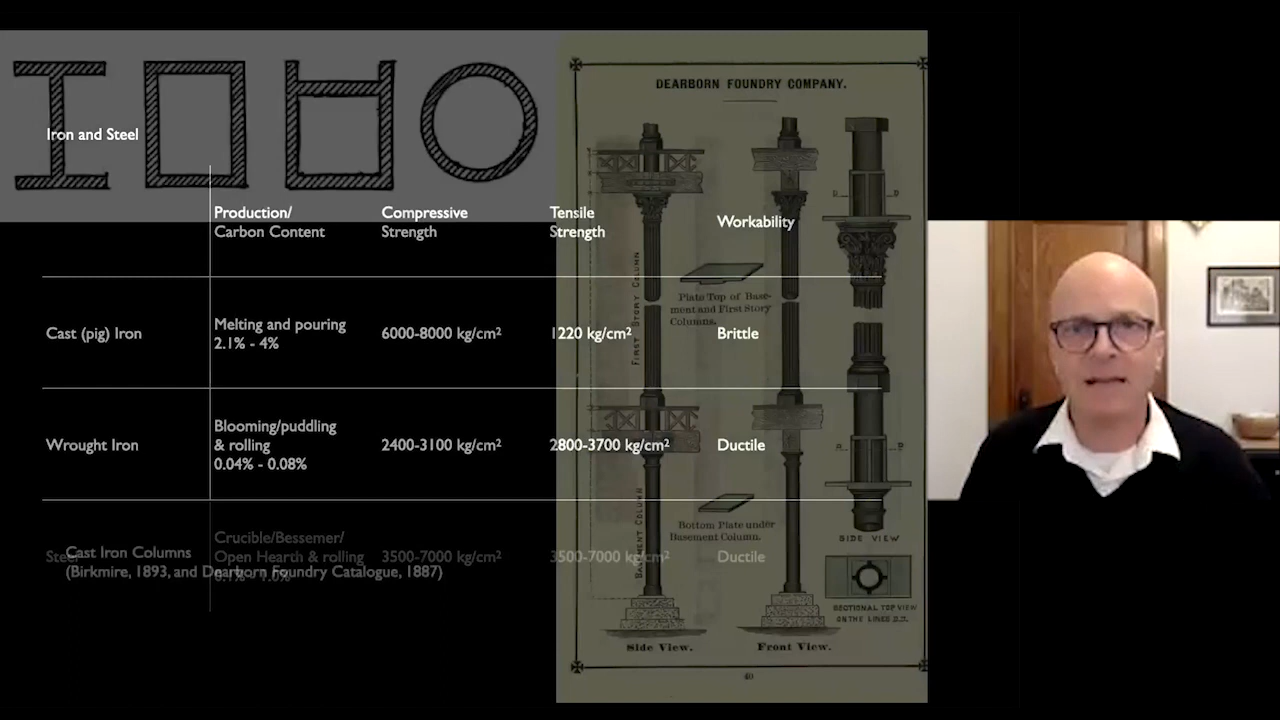 Iron and Steel
Production/
Carbon Content
Compressive
Strength
Tensile
Strength
Workability
Cast (pig) Iron
Melting and pouring
2.1% - 4%
6000-8000 kg/cm²
1220 kg/cm²
Brittle
Wrought Iron
Blooming/puddling
& rolling
0.04% - 0.08%
2400-3100 kg/cm²
2800-3700 kg/cm²
Ductile
Steel
Crucible/Bessemer/
Open Hearth & rolling
3500-7000 kg/cm²
3500-7000 kg/cm²
Ductile
Cast Iron Columns
(Birkmire, 1893, and Dearborn Foundry Catalogue, 1887)
DEARBORN FOUNDRY COMPANY.
FIRST STORY COLUMN
Plate Top of Base-
ment and First Story
Columns.
D D
D D
BASEMENT COLUMN
Bottom Plate under
Basement Column.
SIDE VIEW
SECTIONAL TOP VIEW
ON THE LINES D.D.
Side View.
Front View.
40